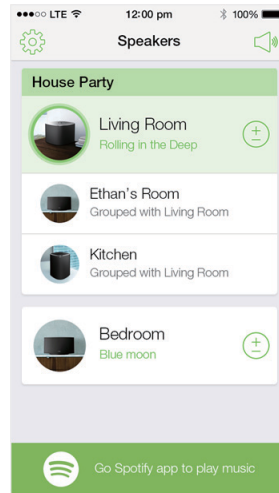 LTE 12:00 pm 100%
Speakers
House Party
Living Room
Rolling in the Deep
Ethan's Room
Grouped with Living Room
Kitchen
Grouped with Living Room
Bedroom
Blue moon
Go Spotify app to play music